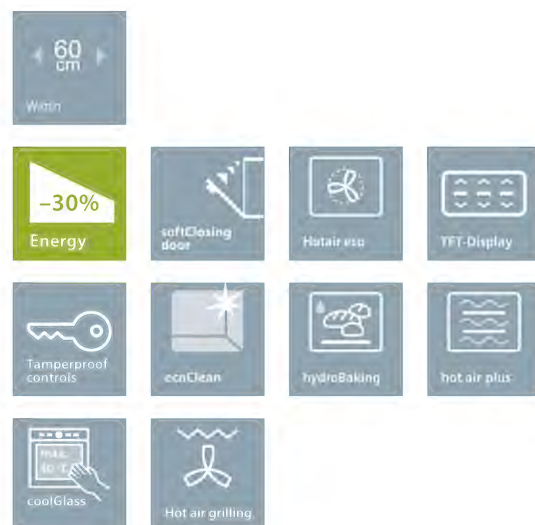 60
cm
Width
-30%
Energy
softClosing
door
Hotair eco
TFT-Display
Tamperproof
controls
ecoClean
hydroBaking
hot air plus
max.
40 °C
coolGlass
Hot air grilling